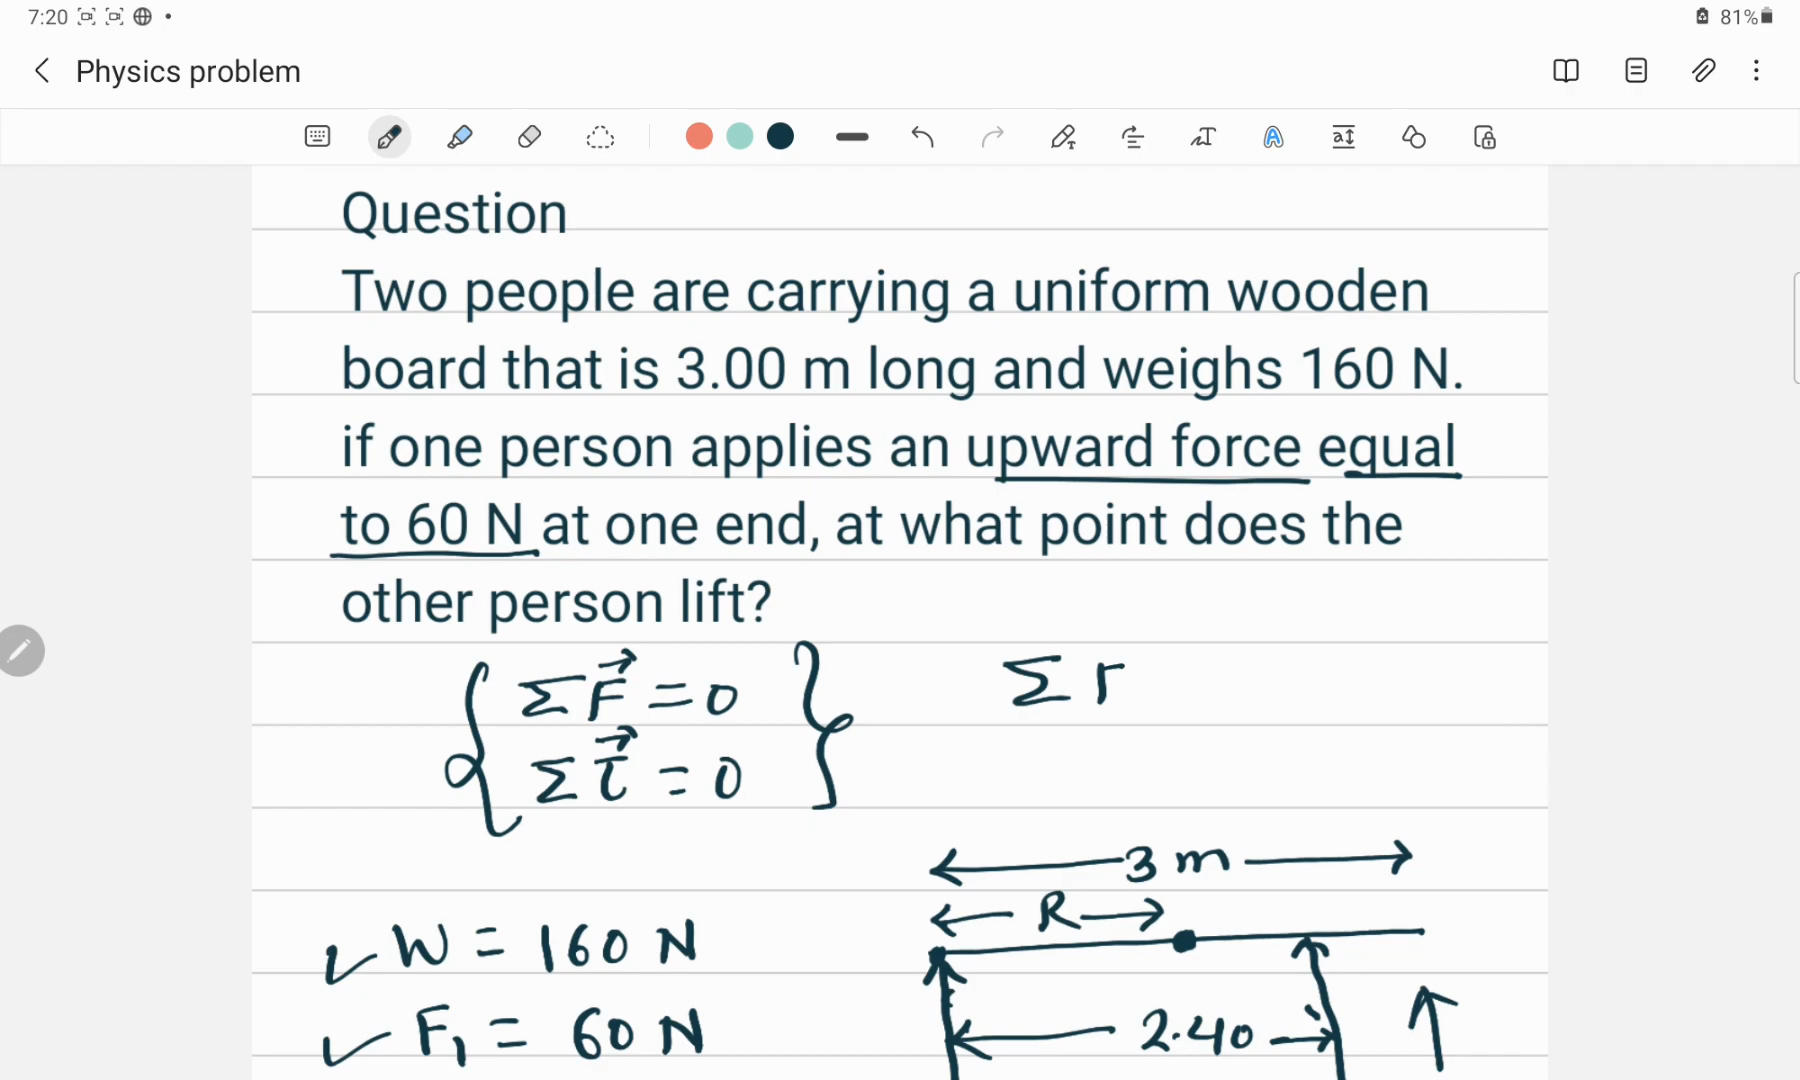 7:20
81%
Physics problem
Question
Two people are carrying a uniform wooden
board that is 3.00 m long and weighs 160 N.
if one person applies an upward force equal
to 60 N at one end, at what point does the
other person lift?
ΣF⃗ = 0
Στ⃗ = 0
Σ Γ
3 m
R
W = 160 N
2.40
F₁ = 60 N